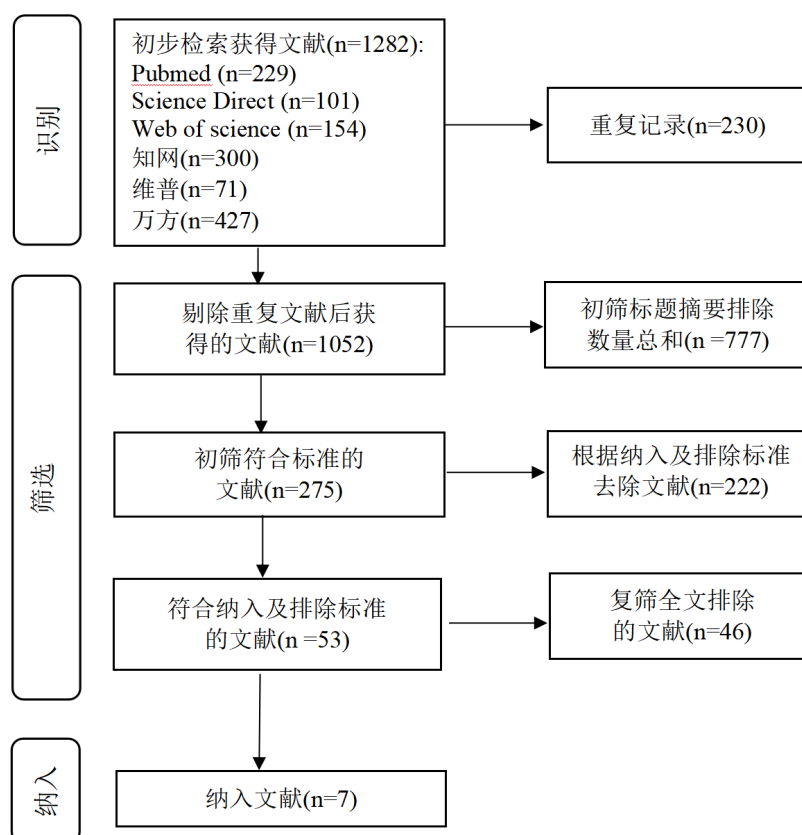 识别
初步检索获得文献(n=1282):
Pubmed (n=229)
Science Direct (n=101)
Web of science (n=154)
知网(n=300)
维普(n=71)
万方(n=427)
重复记录(n=230)
筛选
剔除重复文献后获
得的文献(n=1052)
初筛标题摘要排除
数量总和(n =777)
初筛符合标准的
文献(n=275)
根据纳入及排除标准
去除文献(n=222)
符合纳入及排除标准
的文献(n =53)
复筛全文排除
的文献(n=46)
纳入
纳入文献(n=7)